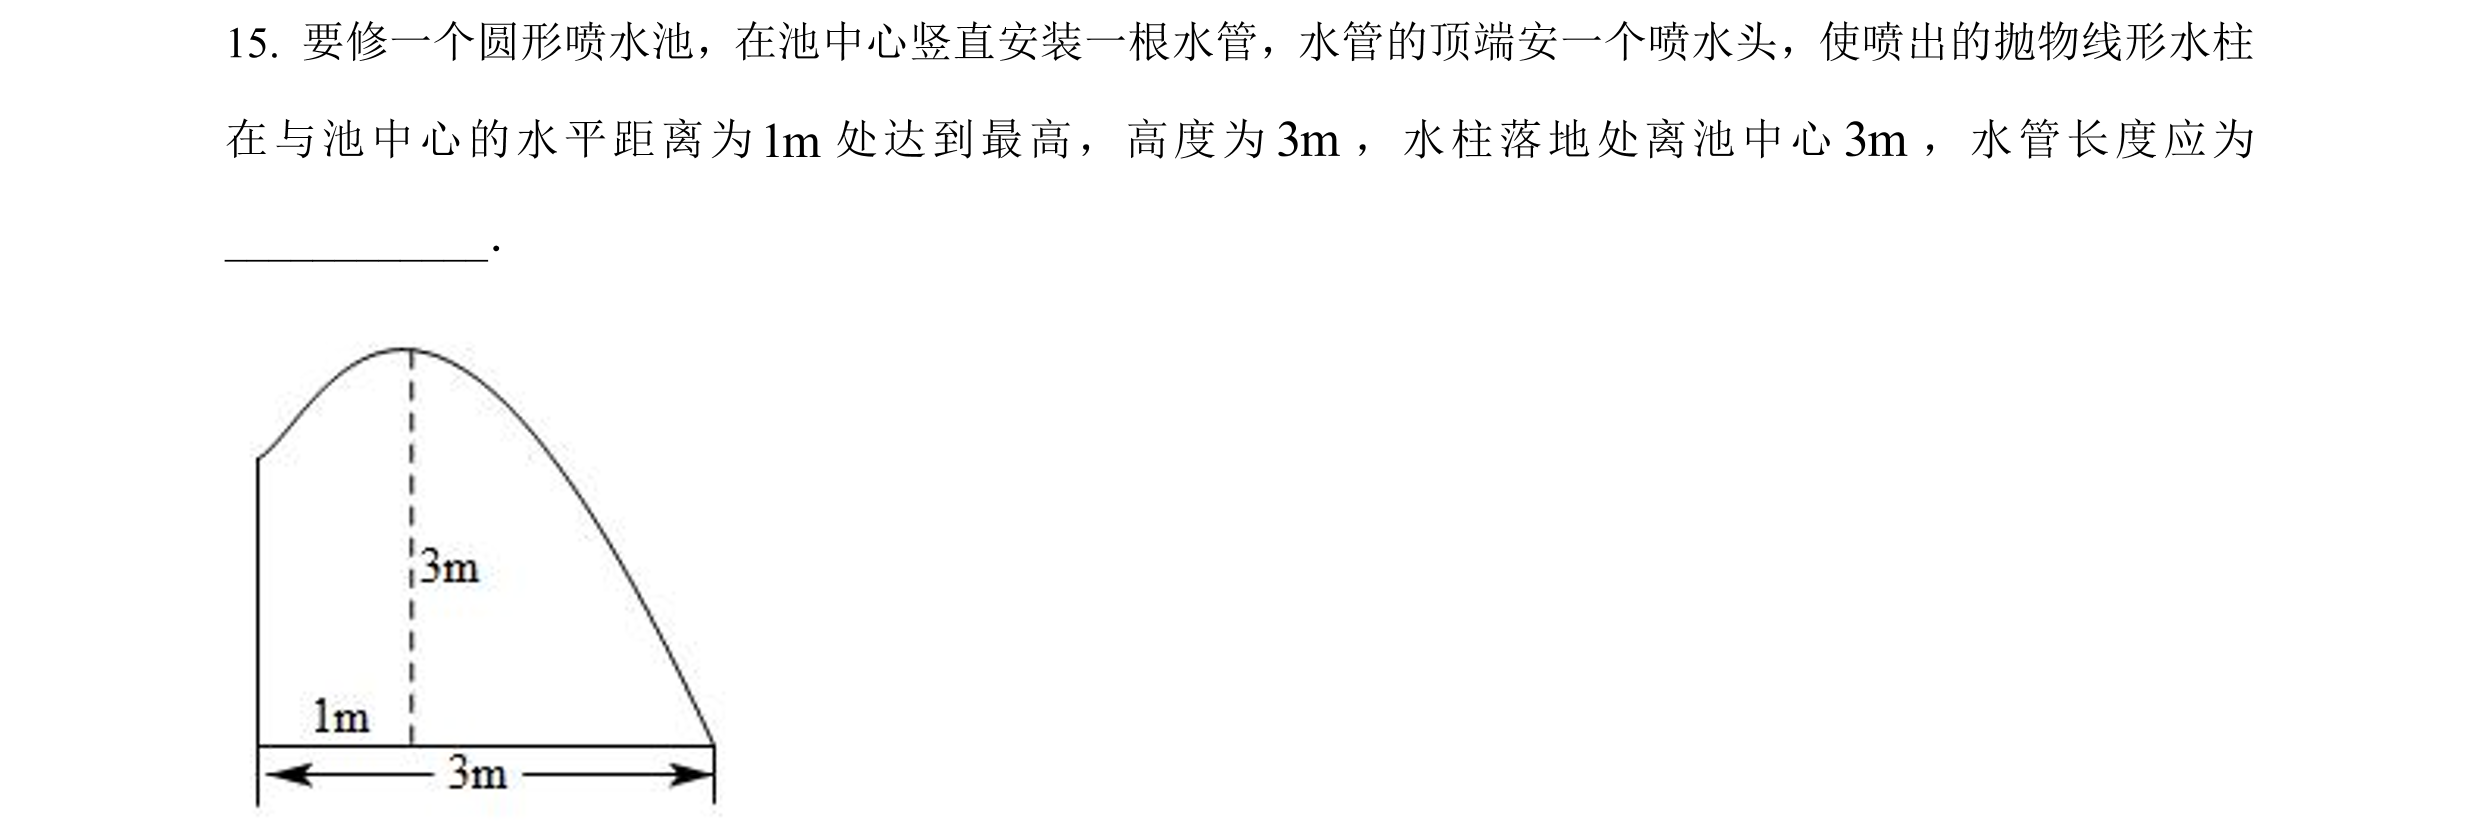 15. 要修一个圆形喷水池，在池中心竖直安装一根水管，水管的顶端安一个喷水头，使喷出的抛物线形水柱
在与池中心的水平距离为1m处达到最高，高度为3m，水柱落地处离池中心3m，水管长度应为
____________.
3m
1m
3m